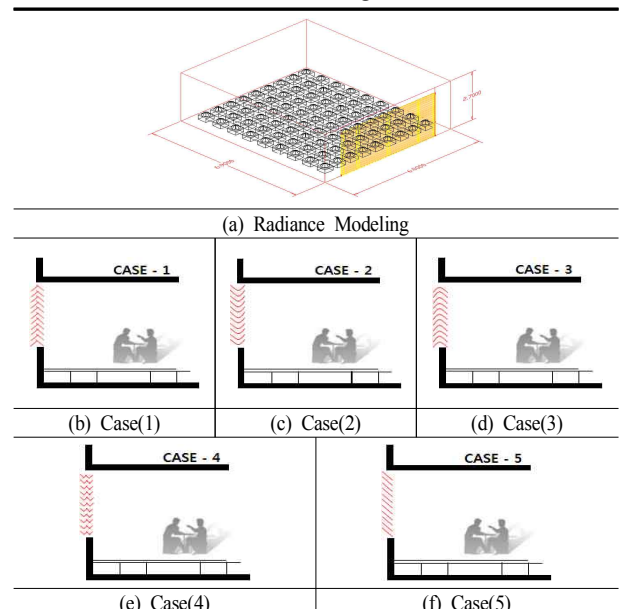 (a) Radiance Modeling
CASE - 1
CASE - 2
CASE - 3
(b) Case(1)
(c) Case(2)
(d) Case(3)
CASE - 4
CASE - 5
(e) Case(4)
(f) Case(5)